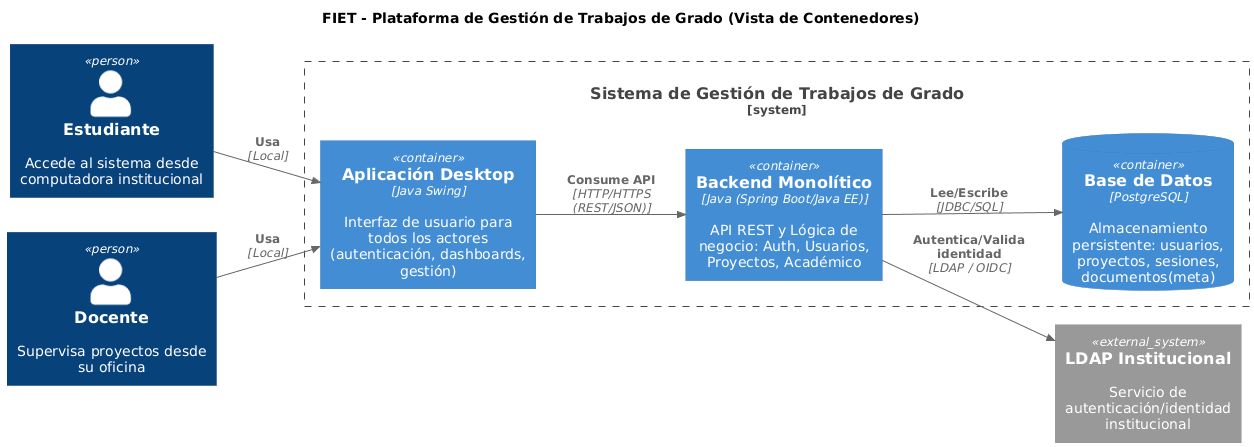 FIET - Plataforma de Gestión de Trabajos de Grado (Vista de Contenedores)
«person»
Estudiante
Accede al sistema desde
computadora institucional
«person»
Docente
Supervisa proyectos desde
su oficina
Usa
[Local]
Usa
[Local]
Sistema de Gestión de Trabajos de Grado
[system]
«container»
Aplicación Desktop
[Java Swing]
Interfaz de usuario para
todos los actores
(autenticación, dashboards,
gestión)
Consume API
[HTTP/HTTPS
(REST/JSON)]
«container»
Backend Monolítico
[Java (Spring Boot/Java EE)]
API REST y Lógica de
negocio: Auth, Usuarios,
Proyectos, Académico
Lee/Escribe
[JDBC/SQL]
Autentica/Valida
identidad
[LDAP / OIDC]
«container»
Base de Datos
[PostgreSQL]
Almacenamiento
persistente: usuarios,
proyectos, sesiones,
documentos(meta)
«external_system»
LDAP Institucional
Servicio de
autenticación/identidad
institucional